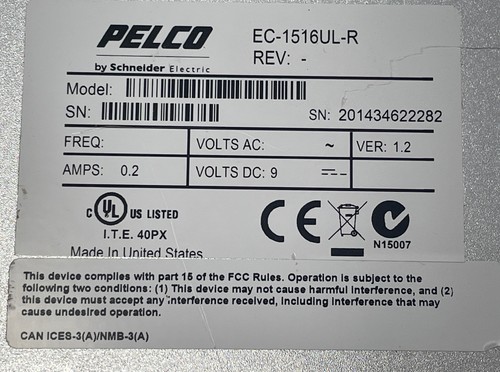 PELCO
by Schneider Electric
EC-1516UL-R
REV: -
Model:
SN:
SN: 201434622282
FREQ:
VOLTS AC: ~
VER: 1.2
AMPS: 0.2
VOLTS DC: 9
C UL US LISTED
I.T.E. 40PX
CE
N15007
Made In United States
This device complies with part 15 of the FCC Rules. Operation is subject to the
following two conditions: (1) This device may not cause harmful Interference, and (2)
this device must accept any interference received, including Interference that may
cause undesired operation.
CAN ICES-3(A)/NMB-3(A)